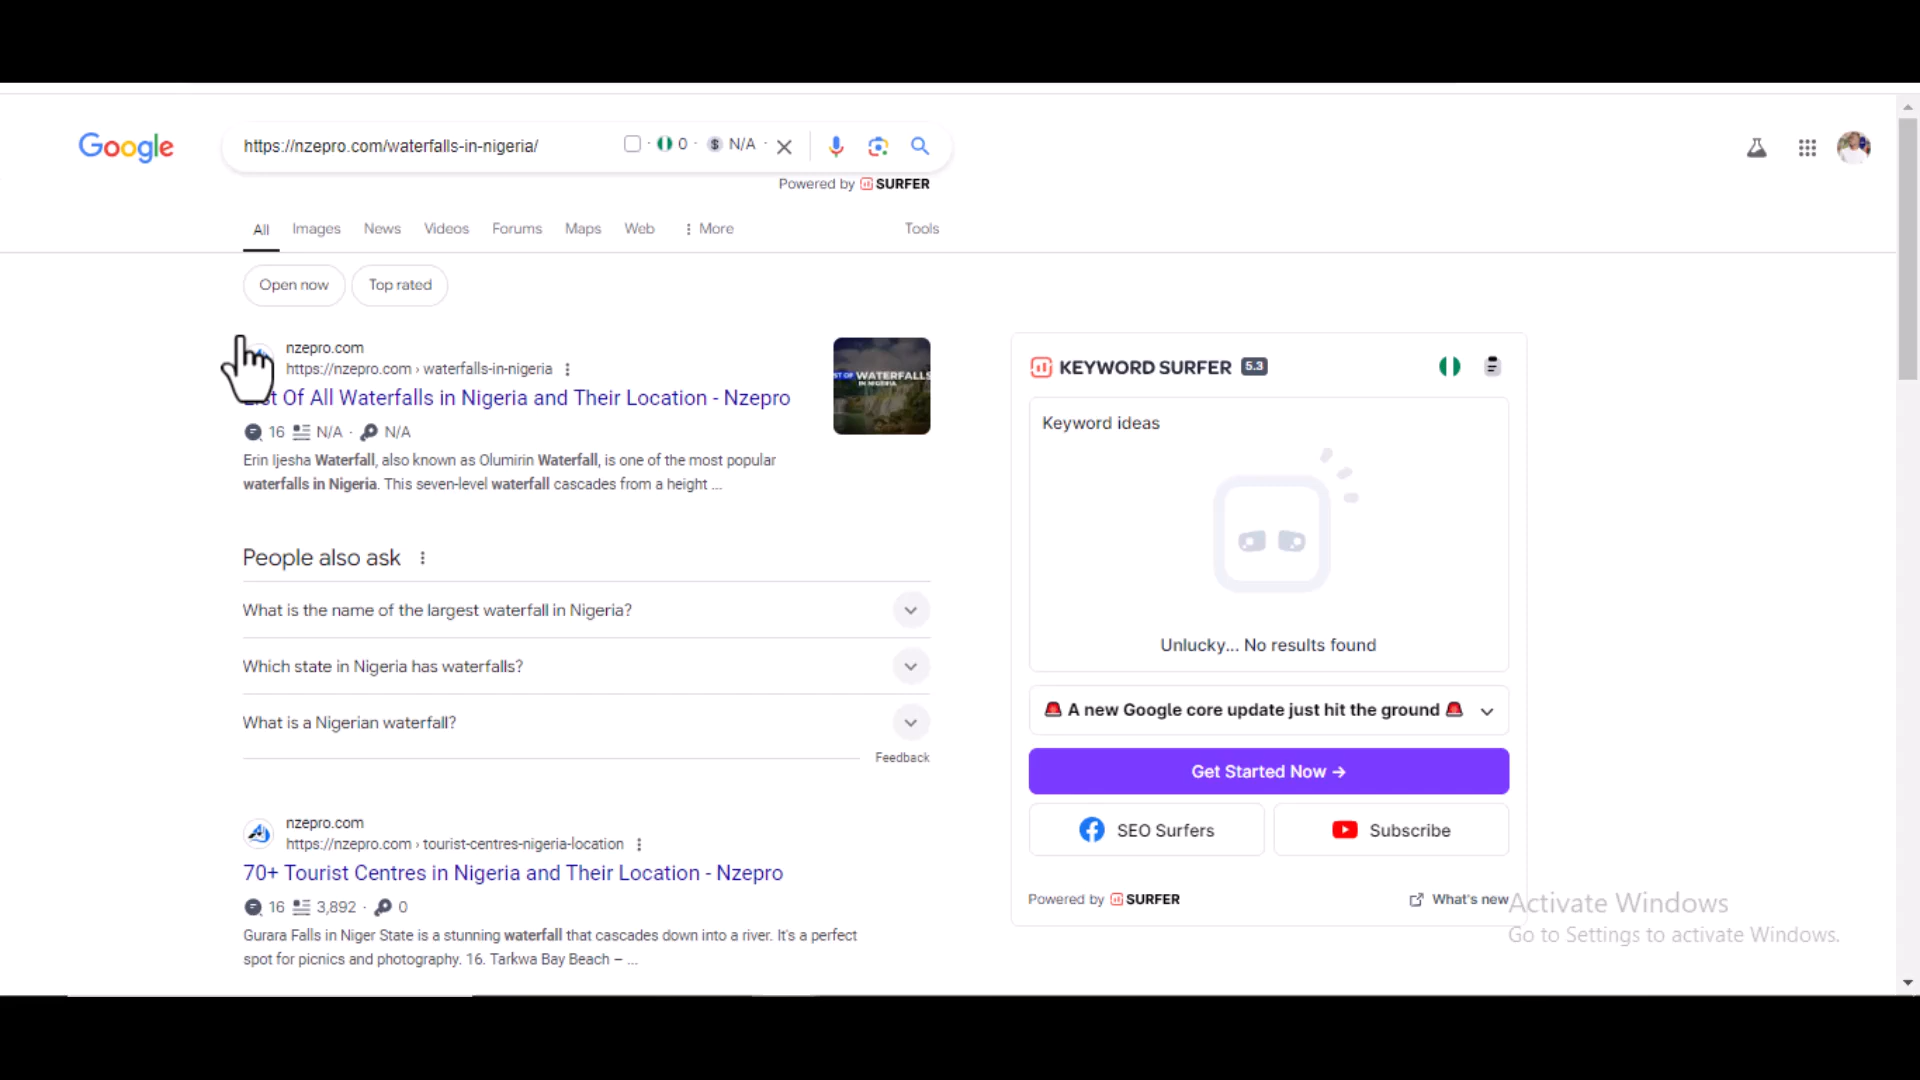 Google
https://nzepro.com/waterfalls-in-nigeria/
0 · N/A ·
Powered by SURFER
All Images News Videos Forums Maps Web More Tools
Open now Top rated
nzepro.com
https://nzepro.com › waterfalls-in-nigeria
Of All Waterfalls in Nigeria and Their Location - Nzepro
16 N/A · N/A
Erin Ijesha Waterfall, also known as Olumirin Waterfall, is one of the most popular
waterfalls in Nigeria. This seven-level waterfall cascades from a height ...
OF WATERFALLS
IN NIGERIA
People also ask
What is the name of the largest waterfall in Nigeria?
Which state in Nigeria has waterfalls?
What is a Nigerian waterfall?
Feedback
nzepro.com
https://nzepro.com › tourist-centres-nigeria-location
70+ Tourist Centres in Nigeria and Their Location - Nzepro
16 3,892 · 0
Gurara Falls in Niger State is a stunning waterfall that cascades down into a river. It's a perfect
spot for picnics and photography. 16. Tarkwa Bay Beach – ...
KEYWORD SURFER 5.3
Keyword ideas
Unlucky... No results found
A new Google core update just hit the ground
Get Started Now →
SEO Surfers
Subscribe
Powered by SURFER
What's new
Activate Windows
Go to Settings to activate Windows.